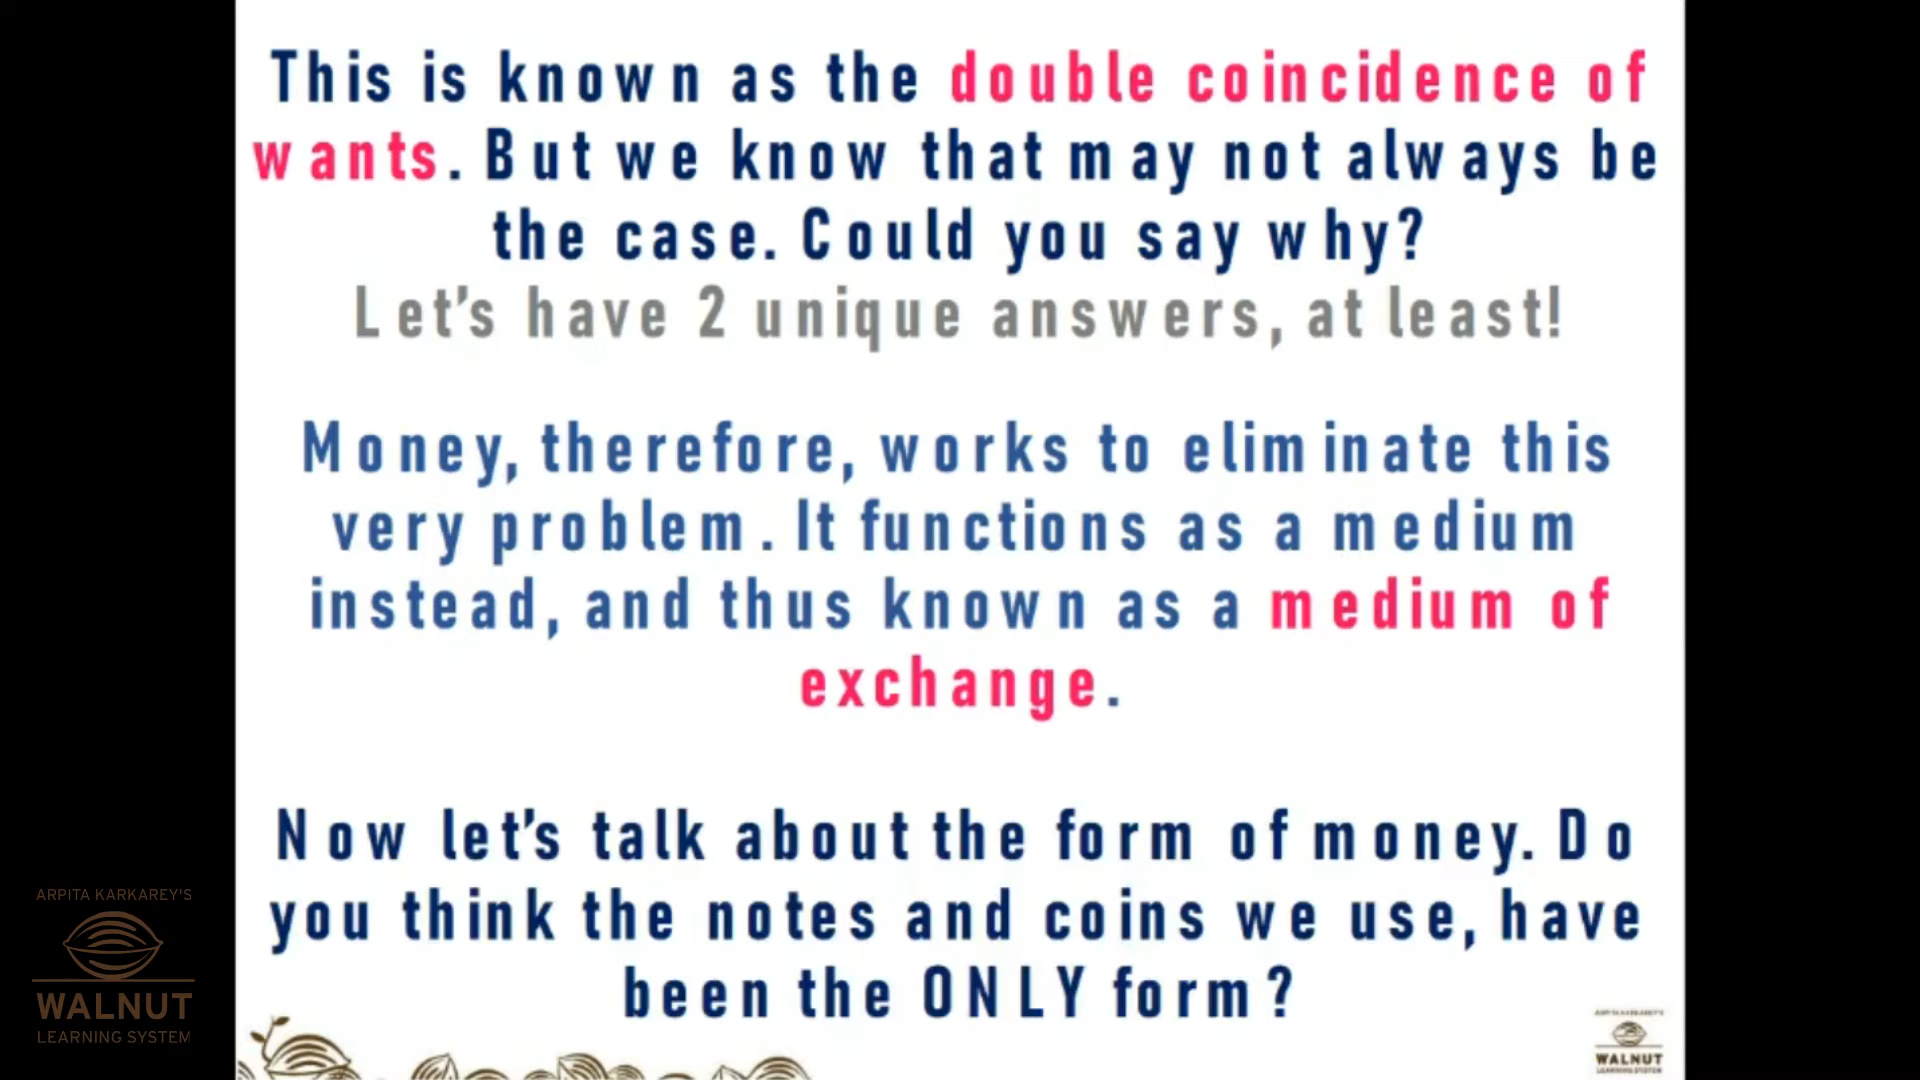 This is known as the double coincidence of
wants. But we know that may not always be
the case. Could you say why?
Let's have 2 unique answers, at least!
Money, therefore, works to eliminate this
very problem. It functions as a medium
instead, and thus known as a medium of
exchange.
Now let's talk about the form of money. Do
you think the notes and coins we use, have
been the ONLY form?
ARPITA KARKAREY'S
WALNUT
LEARNING SYSTEM
ARPITA KARKAREY'S
WALNUT
LEARNING SYSTEM